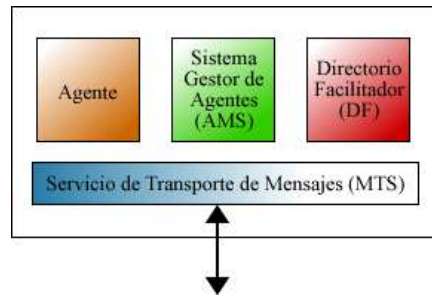 Agente
Sistema
Gestor de
Agentes
(AMS)
Directorio
Facilitador
(DF)
Servicio de Transporte de Mensajes (MTS)